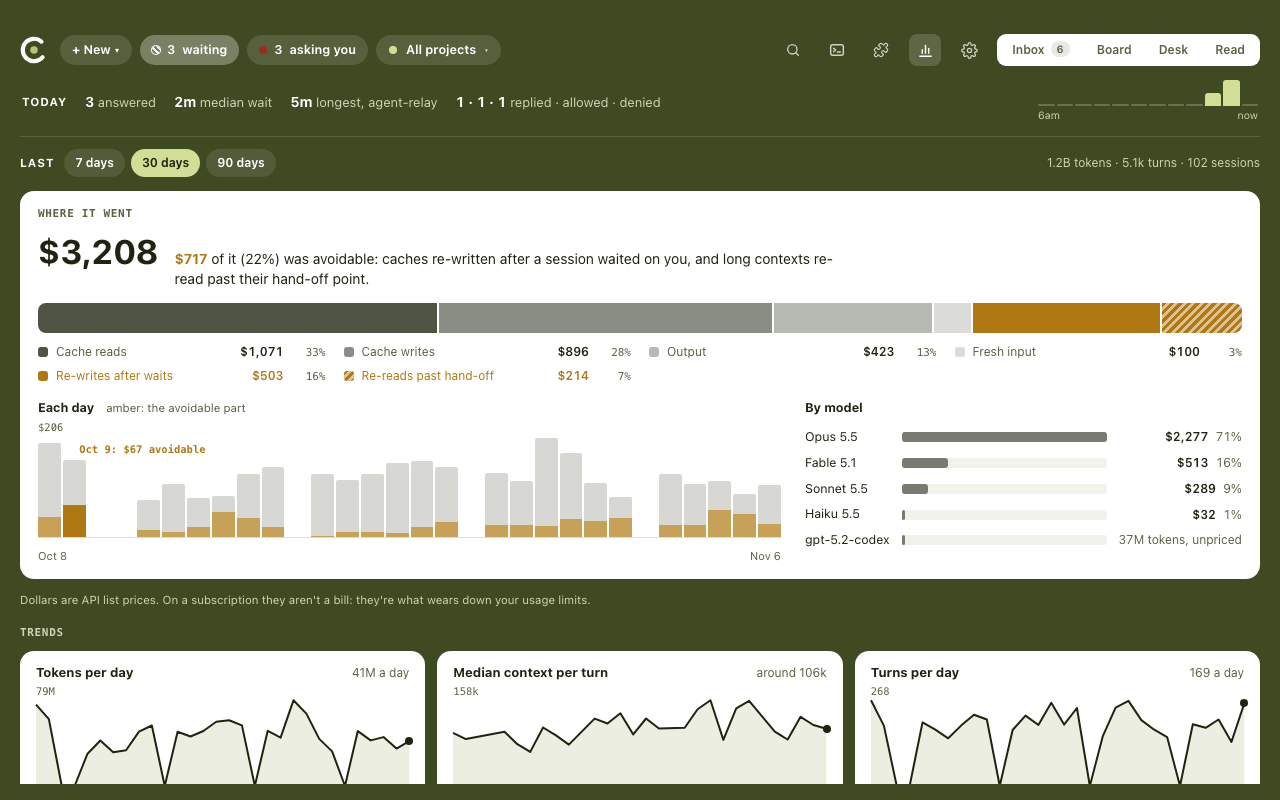 + New ▾ 3 waiting 3 asking you All projects Inbox 6 Board Desk Read
TODAY 3 answered 2m median wait 5m longest, agent-relay 1 · 1 · 1 replied · allowed · denied
6am now
LAST 7 days 30 days 90 days 1.2B tokens · 5.1k turns · 102 sessions
WHERE IT WENT
$3,208 $717 of it (22%) was avoidable: caches re-written after a session waited on you, and long contexts re-
read past their hand-off point.
Cache reads $1,071 33% Cache writes $896 28% Output $423 13% Fresh input $100 3%
Re-writes after waits $503 16% Re-reads past hand-off $214 7%
Each day amber: the avoidable part
$206
Oct 9: $67 avoidable
Oct 8 Nov 6
By model
Opus 5.5 $2,277 71%
Fable 5.1 $513 16%
Sonnet 5.5 $289 9%
Haiku 5.5 $32 1%
gpt-5.2-codex 37M tokens, unpriced
Dollars are API list prices. On a subscription they aren't a bill: they're what wears down your usage limits.
TRENDS
Tokens per day 41M a day
79M
Median context per turn around 106k
158k
Turns per day 169 a day
268